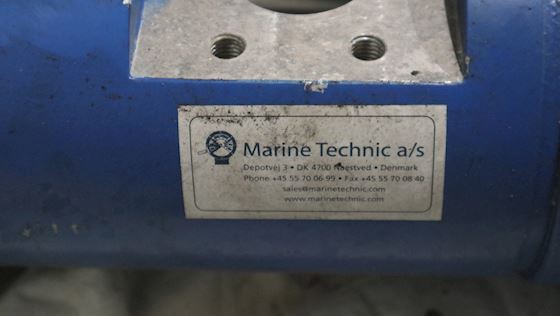 Marine Technic a/s
Depotvej 3 • DK 4700 Naestved • Denmark
Phone +45 55 70 06 99 • Fax +45 55 70 08 40
sales@marinetechnic.com
www.marinetechnic.com